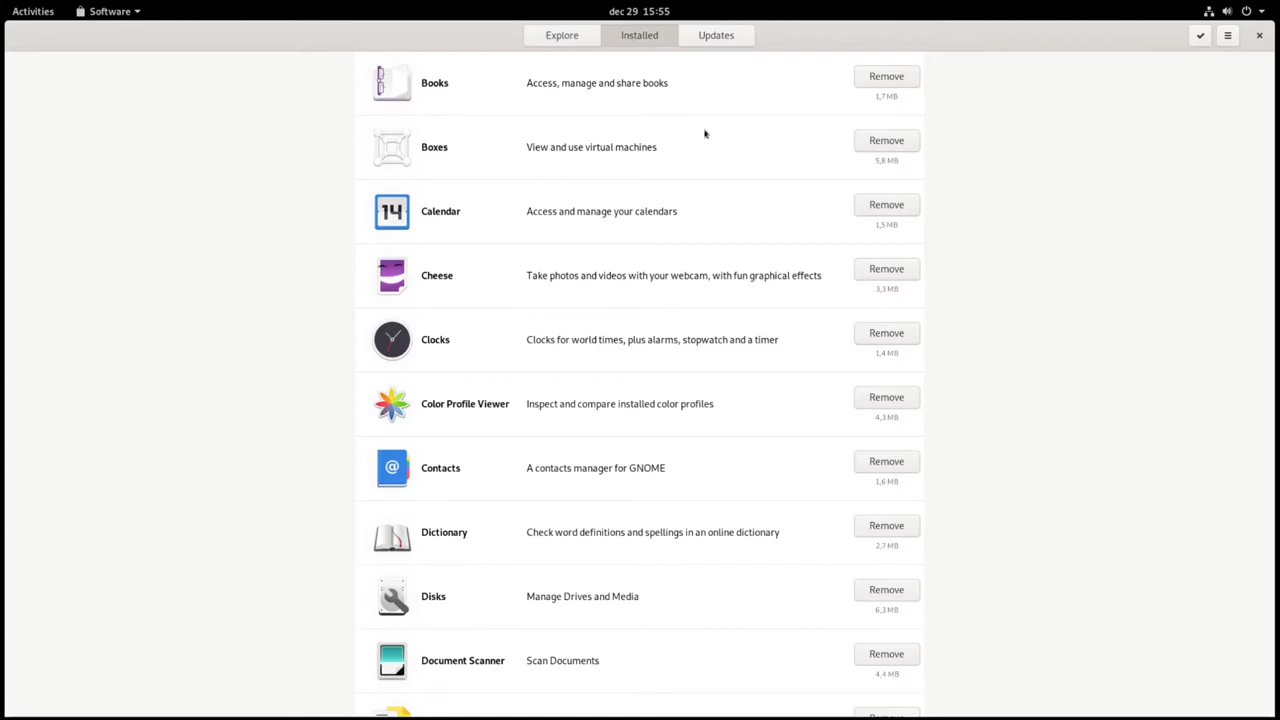 Activities
Software
dec 29 15:55
Explore
Installed
Updates
Books
Access, manage and share books
Remove
1,7 MB
Boxes
View and use virtual machines
Remove
5,8 MB
14
Calendar
Access and manage your calendars
Remove
1,5 MB
Cheese
Take photos and videos with your webcam, with fun graphical effects
Remove
3,3 MB
Clocks
Clocks for world times, plus alarms, stopwatch and a timer
Remove
1,4 MB
Color Profile Viewer
Inspect and compare installed color profiles
Remove
4,3 MB
@
Contacts
A contacts manager for GNOME
Remove
1,6 MB
Dictionary
Check word definitions and spellings in an online dictionary
Remove
2,7 MB
Disks
Manage Drives and Media
Remove
6,3 MB
Document Scanner
Scan Documents
Remove
4,4 MB